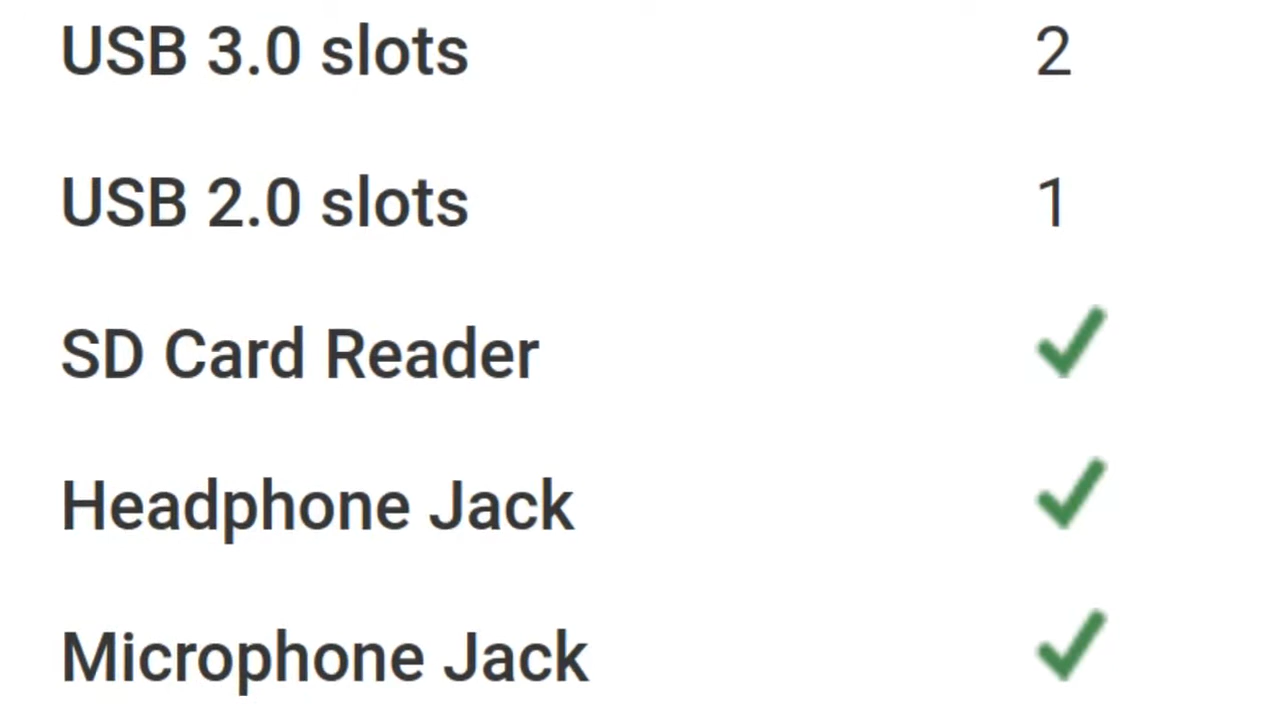 USB 3.0 slots 2
USB 2.0 slots 1
SD Card Reader
Headphone Jack
Microphone Jack